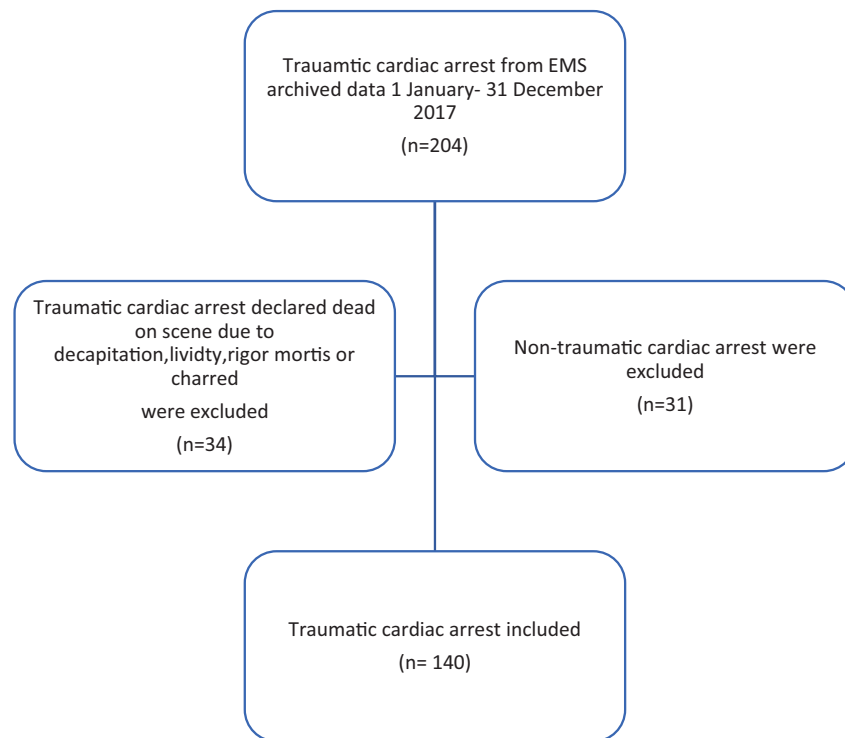 Trauamtic cardiac arrest from EMS
archived data 1 January- 31 December
2017
(n=204)
Traumatic cardiac arrest declared dead
on scene due to
decapitation,lividty,rigor mortis or
charred
were excluded
(n=34)
Non-traumatic cardiac arrest were
excluded
(n=31)
Traumatic cardiac arrest included
(n= 140)